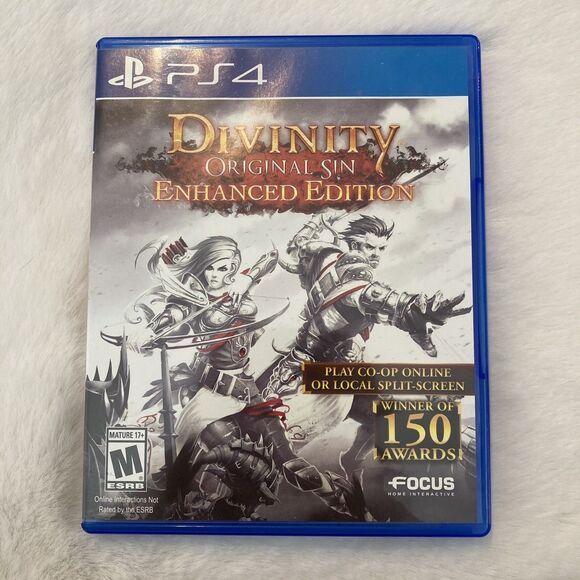 PS4
DIVINITY
ORIGINAL SIN
ENHANCED EDITION
PLAY CO-OP ONLINE
OR LOCAL SPLIT-SCREEN
WINNER OF
150
AWARDS
MATURE 17+
M
ESRB
Online Interactions Not
Rated by the ESRB
FOCUS
HOME INTERACTIVE